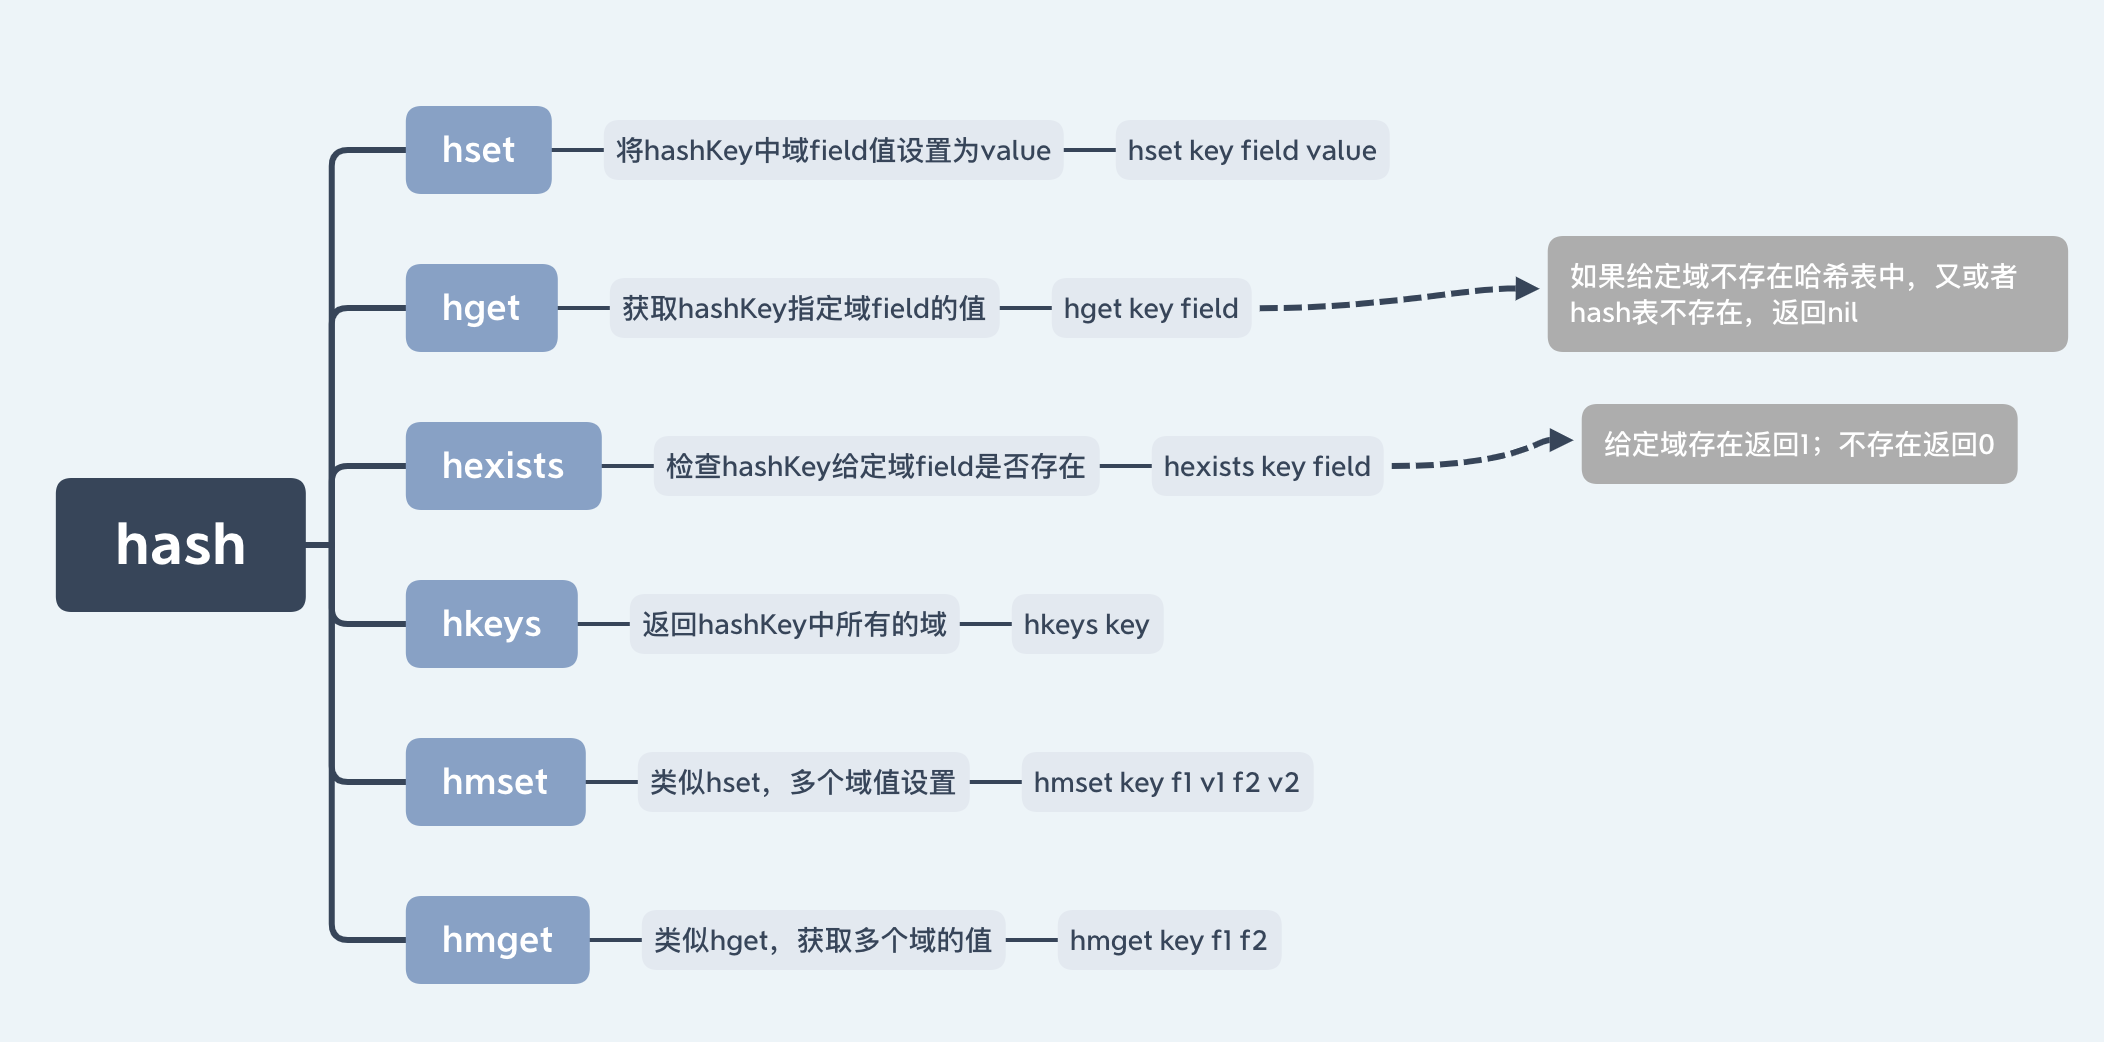 hash
hset
将hashKey中域field值设置为value
hset key field value
hget
获取hashKey指定域field的值
hget key field
如果给定域不存在哈希表中，又或者
hash表不存在，返回nil
hexists
检查hashKey给定域field是否存在
hexists key field
给定域存在返回1；不存在返回0
hkeys
返回hashKey中所有的域
hkeys key
hmset
类似hset，多个域值设置
hmset key f1 v1 f2 v2
hmget
类似hget，获取多个域的值
hmget key f1 f2